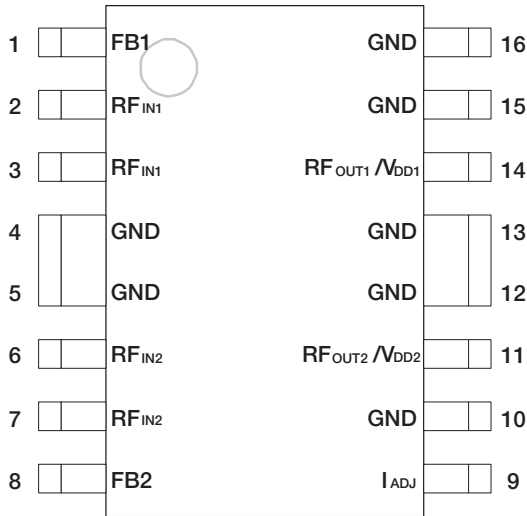 1 FB1 GND 16
2 RFIN1 GND 15
3 RFIN1 RFOUT1 /VDD1 14
4 GND GND 13
5 GND GND 12
6 RFIN2 RFOUT2 /VDD2 11
7 RFIN2 GND 10
8 FB2 IADJ 9